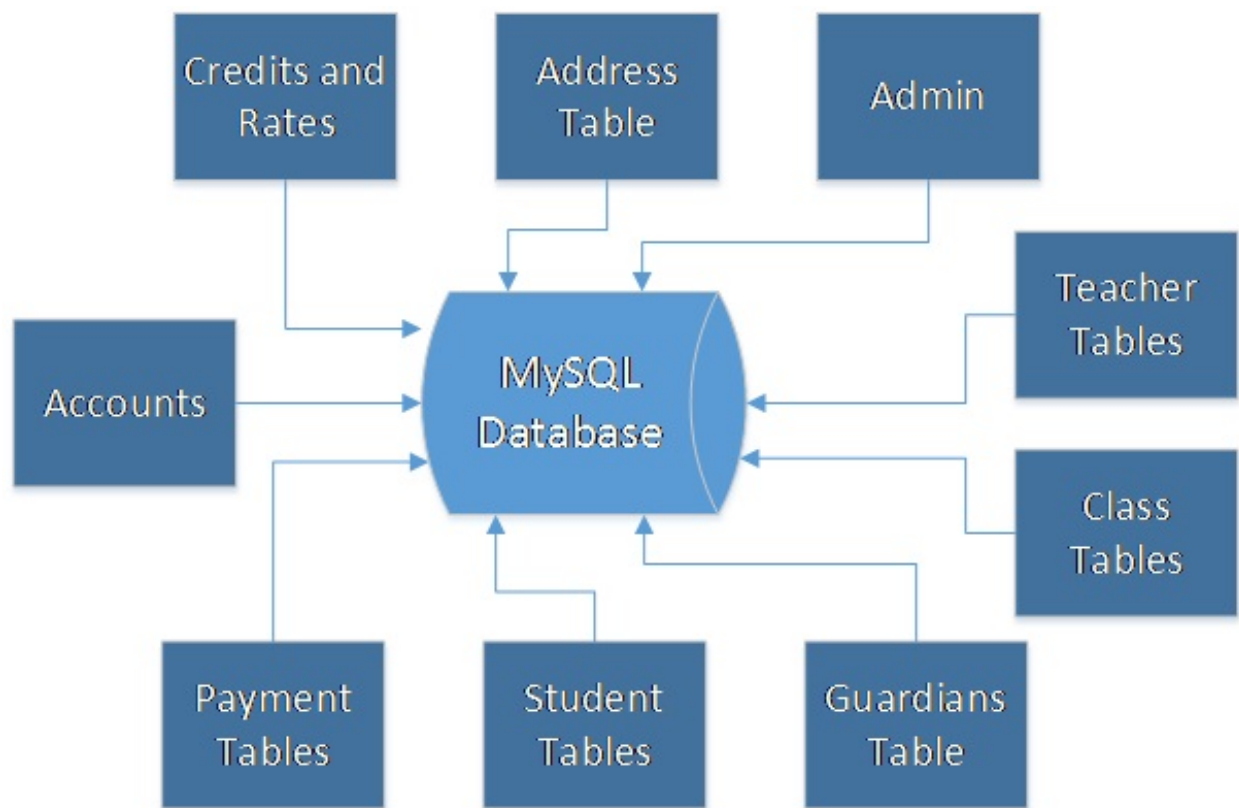 Credits and
Rates
Address
Table
Admin
Teacher
Tables
Accounts
MySQL
Database
Class
Tables
Payment
Tables
Student
Tables
Guardians
Table